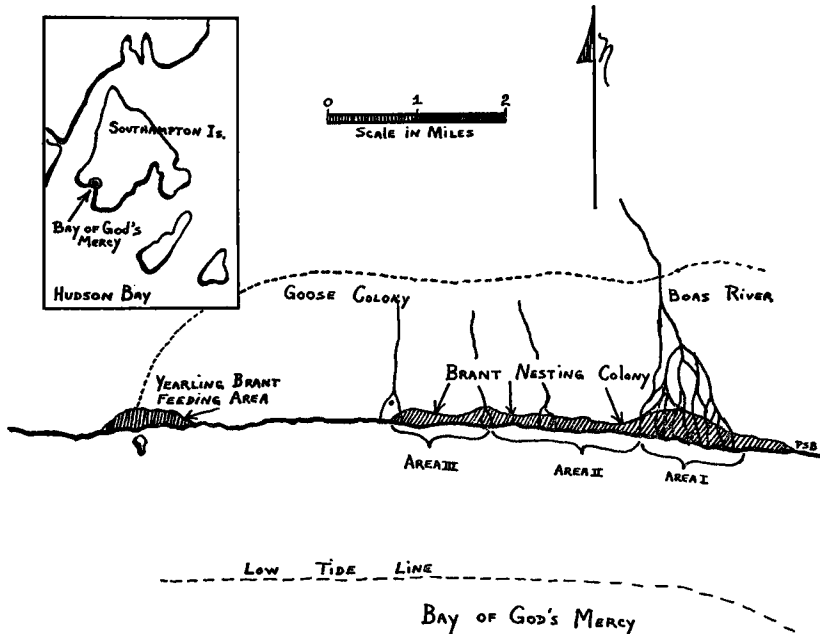 Southampton Is.
Bay of God's
Mercy
Hudson Bay
0 1 2
Scale in Miles
n
Goose Colony
Boas River
Yearling Brant
Feeding Area
Brant Nesting Colony
Area III
Area II
Area I
PSB
Low Tide Line
Bay of God's Mercy